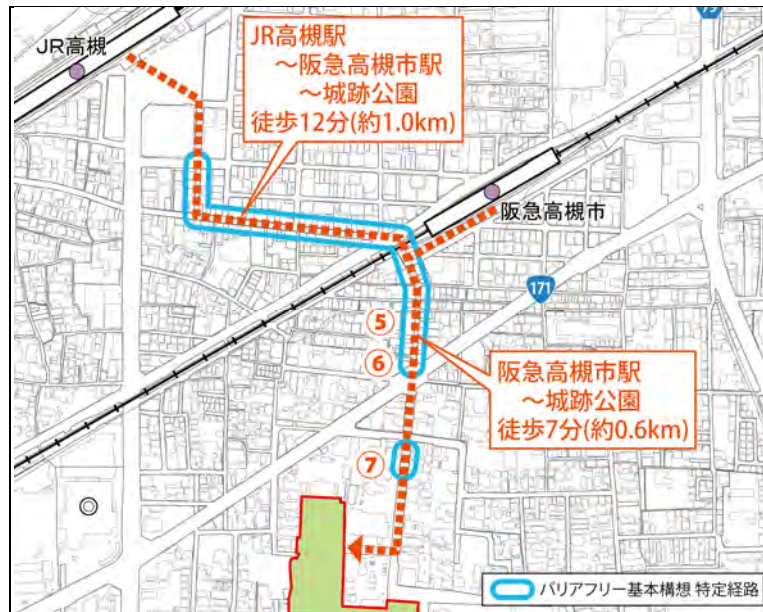 JR高槻
JR高槻駅
～阪急高槻市駅
～城跡公園
徒歩12分(約1.0km)
阪急高槻市
171
⑤
⑥
阪急高槻市駅
～城跡公園
徒歩7分(約0.6km)
⑦
バリアフリー基本構想 特定経路